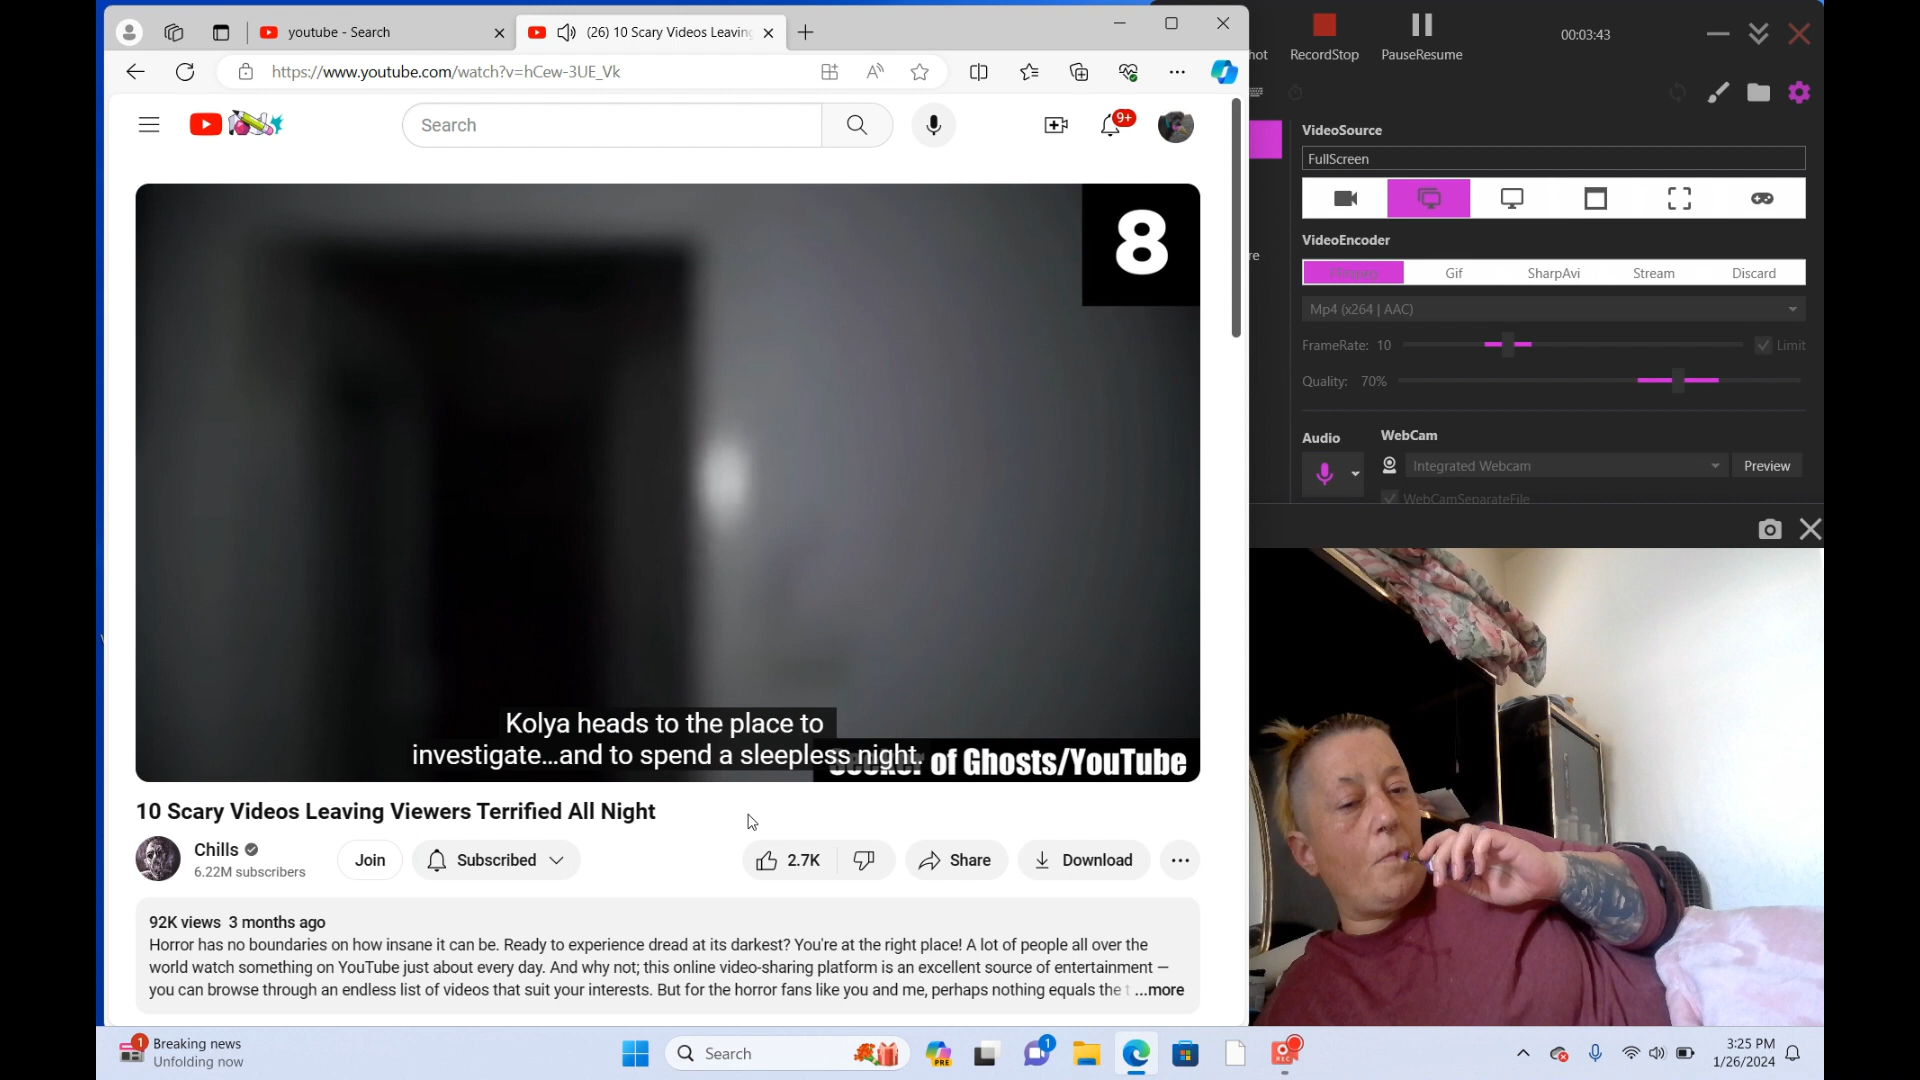 youtube - Search
(26) 10 Scary Videos Leaving
https://www.youtube.com/watch?v=hCew-3UE_Vk
Search
9+
8
Kolya heads to the place to
investigate...and to spend a sleepless night.
of Ghosts/YouTube
10 Scary Videos Leaving Viewers Terrified All Night
Chills
6.22M subscribers
Join
Subscribed
2.7K
Share
Download
92K views 3 months ago
Horror has no boundaries on how insane it can be. Ready to experience dread at its darkest? You're at the right place! A lot of people all over the
world watch something on YouTube just about every day. And why not; this online video-sharing platform is an excellent source of entertainment —
you can browse through an endless list of videos that suit your interests. But for the horror fans like you and me, perhaps nothing equals the t ...more
hot
RecordStop
PauseResume
00:03:43
re
VideoSource
FullScreen
VideoEncoder
FFmpeg Gif SharpAvi Stream Discard
Mp4 (x264 | AAC)
FrameRate: 10
Limit
Quality: 70%
Audio
WebCam
Integrated Webcam
Preview
WebCamSeparateFile
1
Breaking news
Unfolding now
Search
PRE
1
REC
3:25 PM
1/26/2024